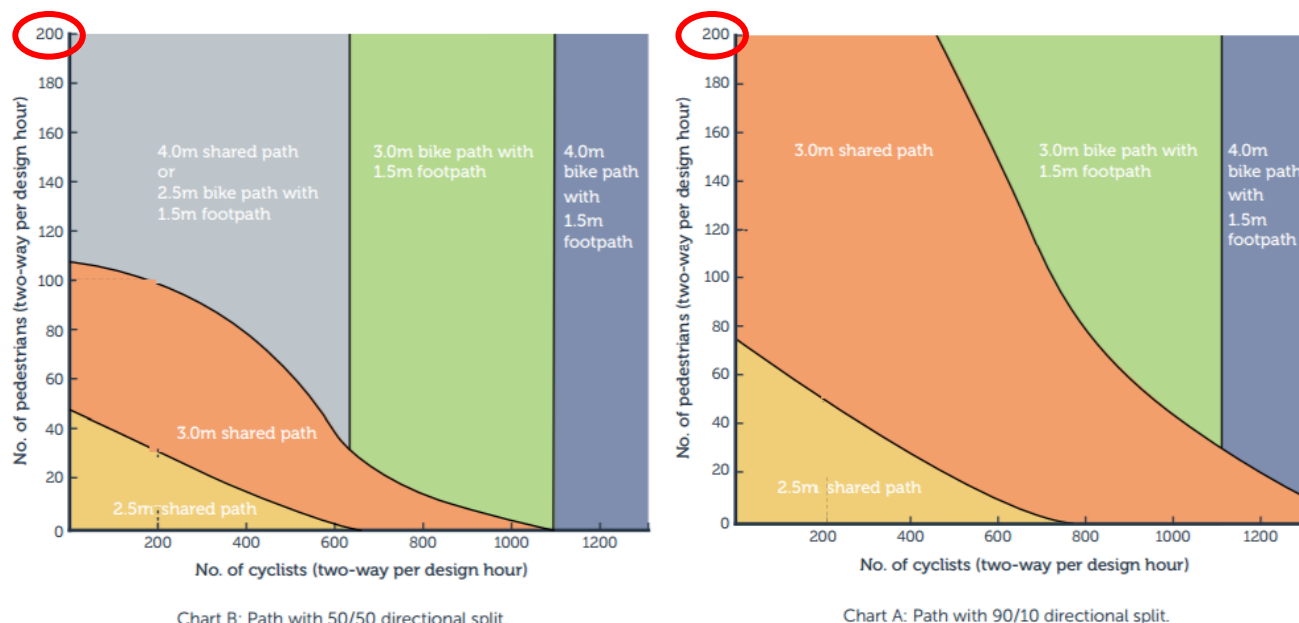 No. of pedestrians (two-way per design hour)
200
180
160
140
120
100
80
60
40
20
0
4.0m shared path
or
2.5m bike path with
1.5m footpath
3.0m bike path with
1.5m footpath
4.0m
bike path
with
1.5m
footpath
3.0m shared path
2.5m shared path
200
400
600
800
1000
1200
No. of cyclists (two-way per design hour)
Chart B: Path with 50/50 directional split
No. of pedestrians (two-way per design hour)
200
180
160
140
120
100
80
60
40
20
0
3.0m shared path
3.0m bike path with
1.5m footpath
4.0m
bike path
with
1.5m
footpath
2.5m shared path
200
400
600
800
1000
1200
No. of cyclists (two-way per design hour)
Chart A: Path with 90/10 directional split.